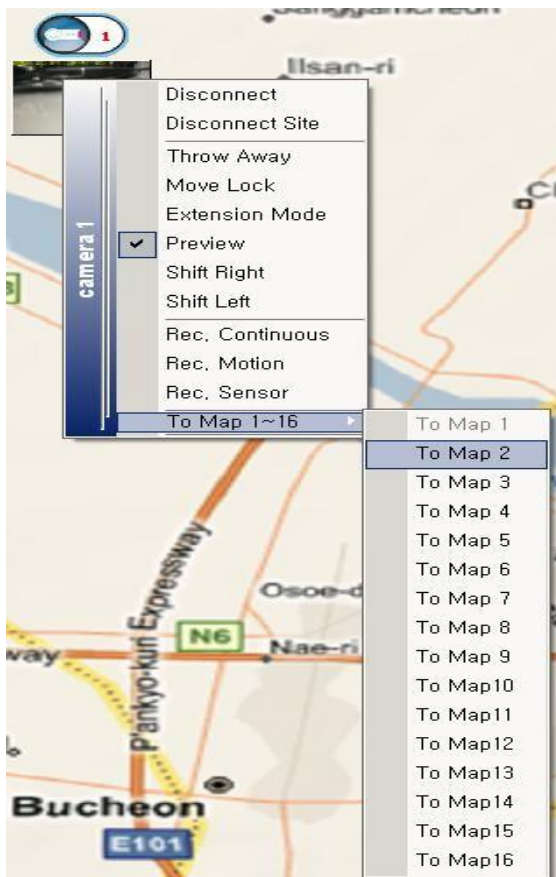 1
Ilsan-ri
camera 1
Disconnect
Disconnect Site
Throw Away
Move Lock
Extension Mode
Preview
Shift Right
Shift Left
Rec, Continuous
Rec, Motion
Rec, Sensor
To Map 1~16
To Map 1
To Map 2
To Map 3
To Map 4
To Map 5
To Map 6
To Map 7
To Map 8
To Map 9
To Map10
To Map11
To Map12
To Map13
To Map14
To Map15
To Map16
P'ankyo-kuri Expressway
Osoe-d
N6
way
Nae-ri
Bucheon
E101